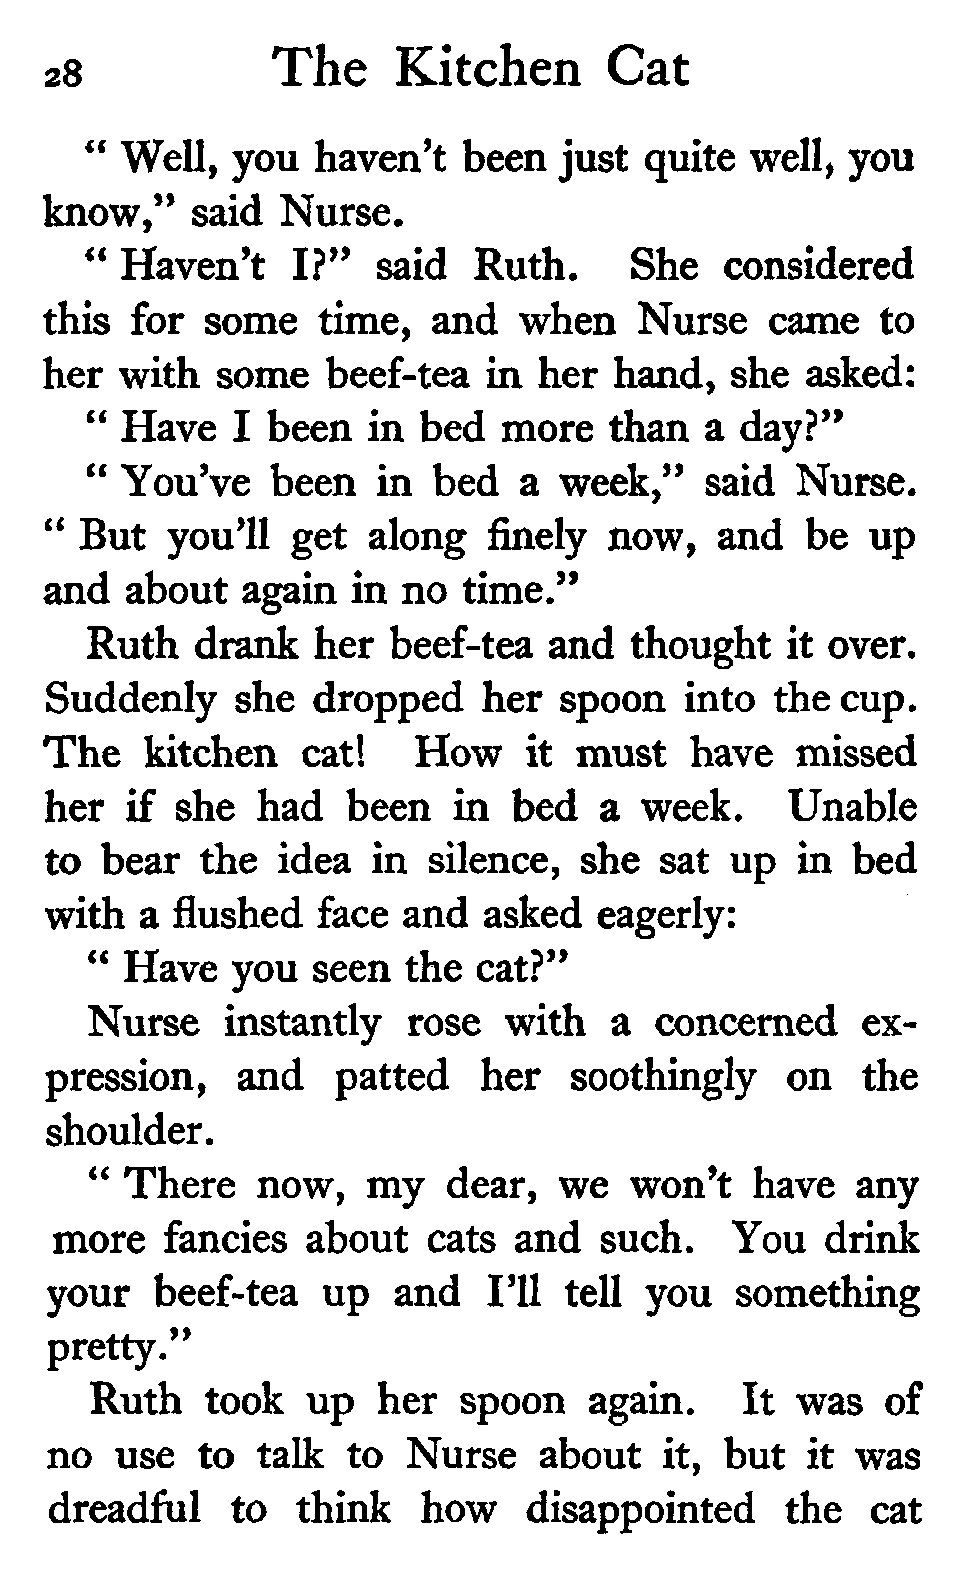 28 The Kitchen Cat
“ Well, you haven’t been just quite well, you
know,” said Nurse.
“ Haven’t I?” said Ruth. She considered
this for some time, and when Nurse came to
her with some beef-tea in her hand, she asked:
“ Have I been in bed more than a day?”
“ You’ve been in bed a week,” said Nurse.
“ But you’ll get along finely now, and be up
and about again in no time.”
Ruth drank her beef-tea and thought it over.
Suddenly she dropped her spoon into the cup.
The kitchen cat! How it must have missed
her if she had been in bed a week. Unable
to bear the idea in silence, she sat up in bed
with a flushed face and asked eagerly:
“ Have you seen the cat?”
Nurse instantly rose with a concerned ex-
pression, and patted her soothingly on the
shoulder.
“ There now, my dear, we won’t have any
more fancies about cats and such. You drink
your beef-tea up and I’ll tell you something
pretty.”
Ruth took up her spoon again. It was of
no use to talk to Nurse about it, but it was
dreadful to think how disappointed the cat